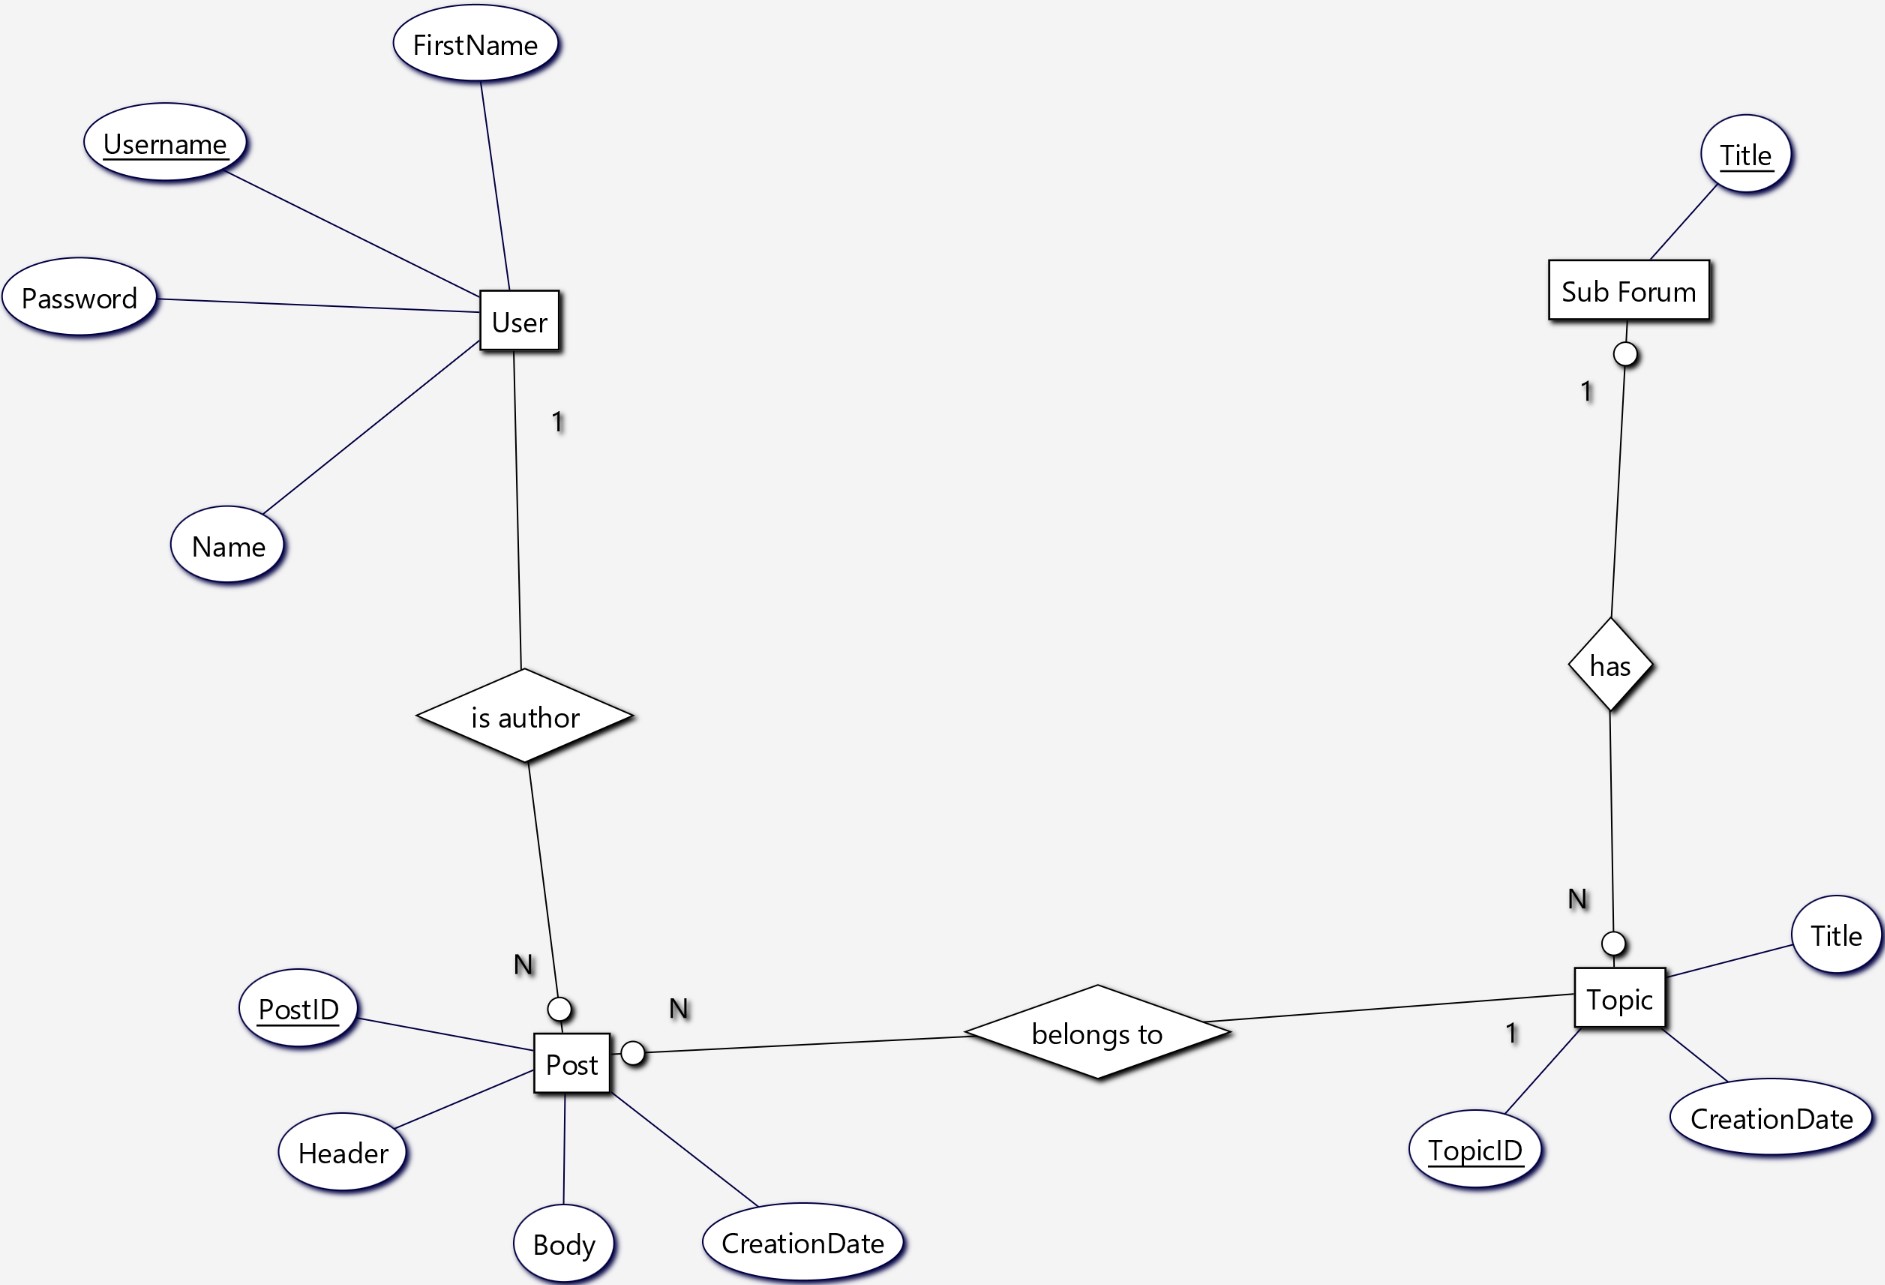 FirstName
Username
Title
Password
Sub Forum
User
1
1
Name
has
is author
N
Title
N
Topic
PostID
N
belongs to
1
Post
CreationDate
Header
TopicID
Body
CreationDate